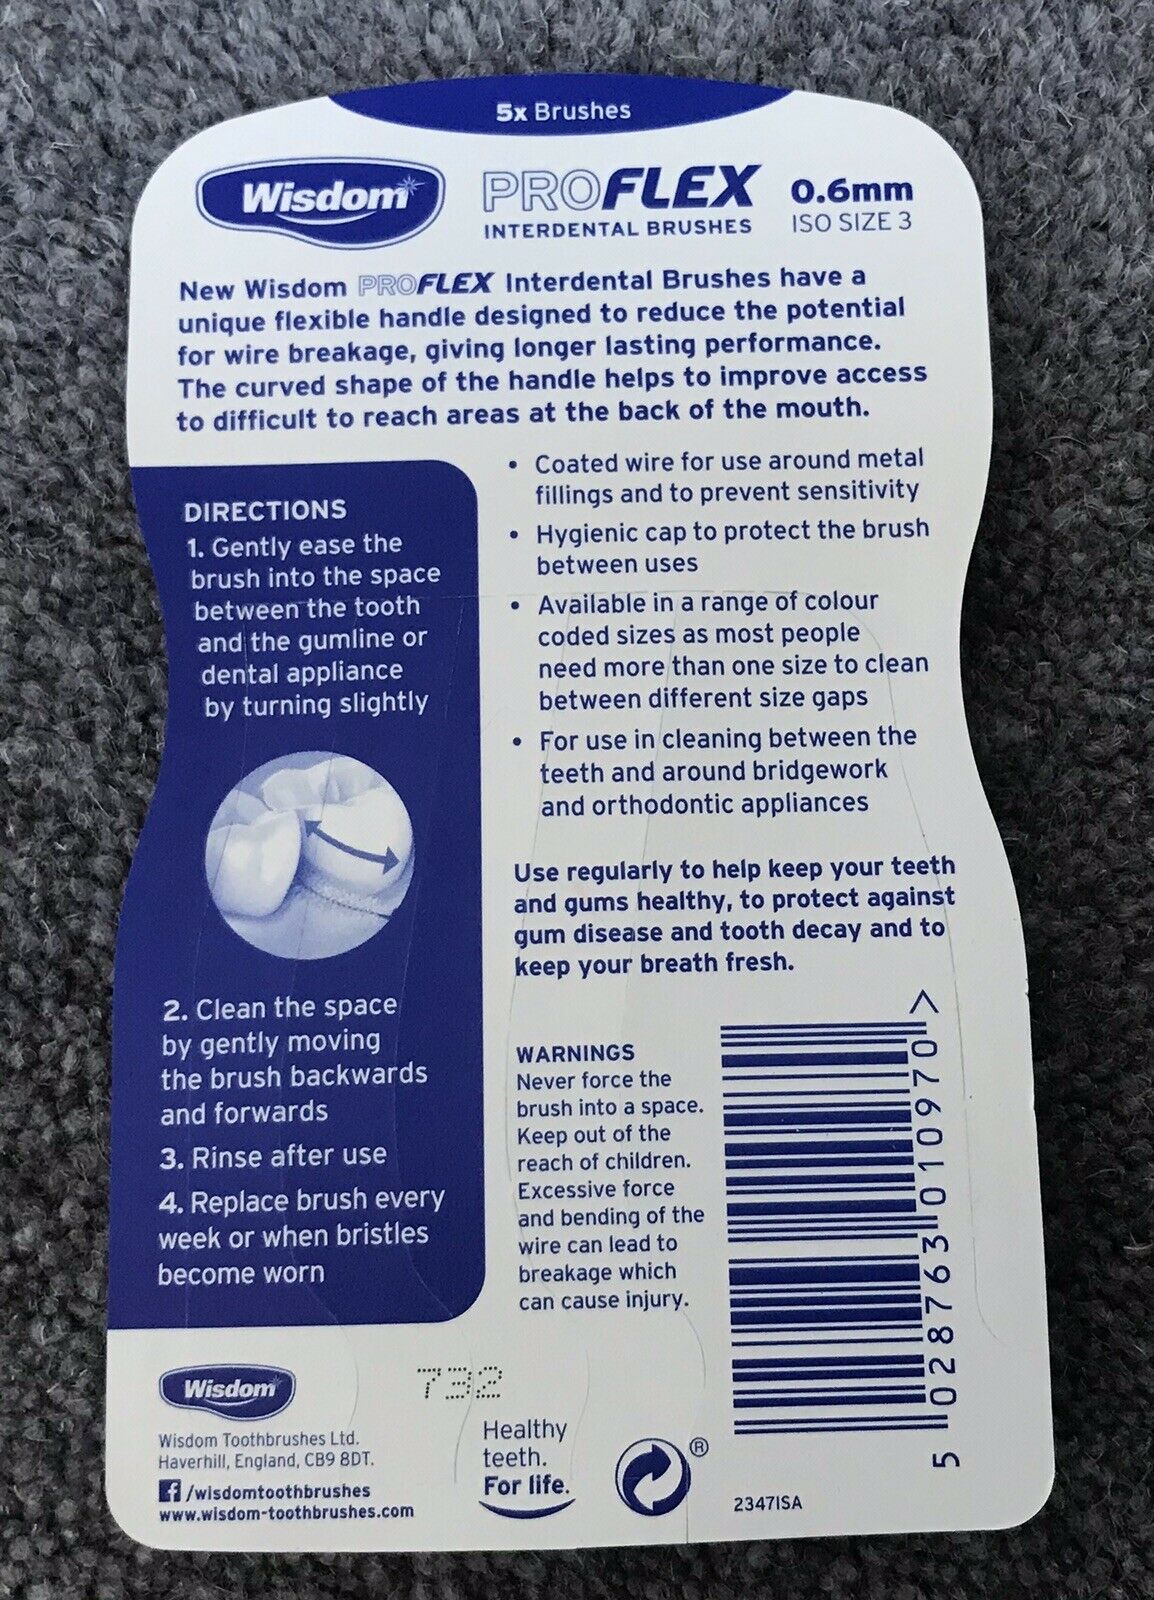 5x Brushes
Wisdom
PROFLEX
INTERDENTAL BRUSHES
0.6mm
ISO SIZE 3
New Wisdom PROFLEX Interdental Brushes have a
unique flexible handle designed to reduce the potential
for wire breakage, giving longer lasting performance.
The curved shape of the handle helps to improve access
to difficult to reach areas at the back of the mouth.
DIRECTIONS
1. Gently ease the
brush into the space
between the tooth
and the gumline or
dental appliance
by turning slightly
2. Clean the space
by gently moving
the brush backwards
and forwards
3. Rinse after use
4. Replace brush every
week or when bristles
become worn
• Coated wire for use around metal
fillings and to prevent sensitivity
• Hygienic cap to protect the brush
between uses
• Available in a range of colour
coded sizes as most people
need more than one size to clean
between different size gaps
• For use in cleaning between the
teeth and around bridgework
and orthodontic appliances
Use regularly to help keep your teeth
and gums healthy, to protect against
gum disease and tooth decay and to
keep your breath fresh.
WARNINGS
Never force the
brush into a space.
Keep out of the
reach of children.
Excessive force
and bending of the
wire can lead to
breakage which
can cause injury.
5 028763 010970 >
Wisdom
732
Wisdom Toothbrushes Ltd.
Haverhill, England, CB9 8DT.
f /wisdomtoothbrushes
www.wisdom-toothbrushes.com
Healthy
teeth.
For life.
®
2347ISA